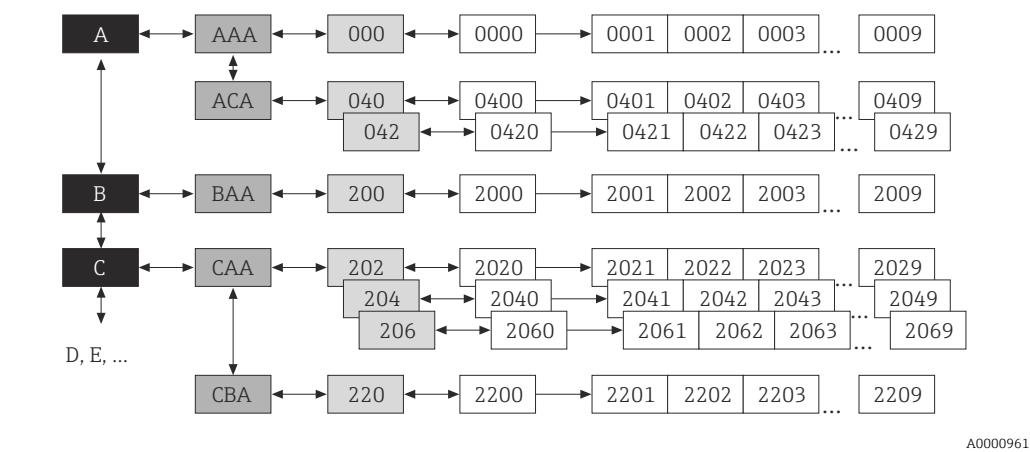 A AAA 000 0000 0001 0002 0003 ... 0009
ACA 040 0400 0401 0402 0403 ... 0409
042 0420 0421 0422 0423 ... 0429
B BAA 200 2000 2001 2002 2003 ... 2009
C CAA 202 2020 2021 2022 2023 ... 2029
204 2040 2041 2042 2043 ... 2049
206 2060 2061 2062 2063 ... 2069
D, E, ...
CBA 220 2200 2201 2202 2203 ... 2209
A0000961